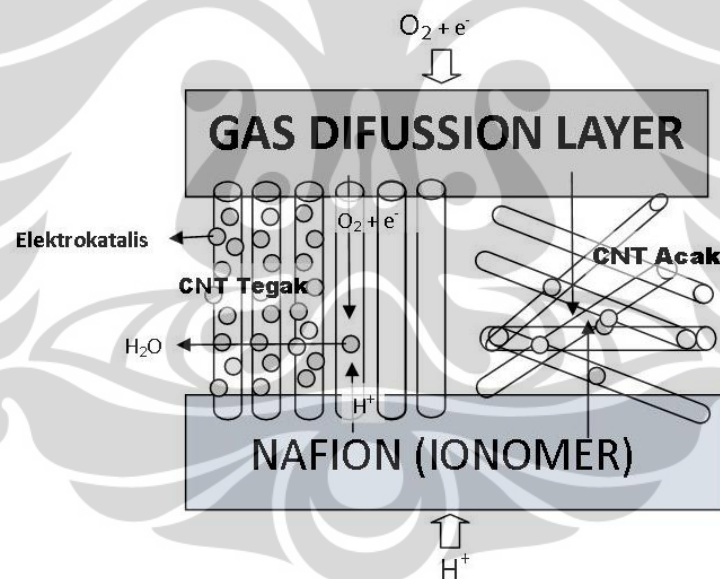 O₂ + e⁻
GAS DIFUSSION LAYER
O₂ + e⁻
Elektrokatalis
CNT Acak
CNT Tegak
H₂O
H⁺
NAFION (IONOMER)
H⁺